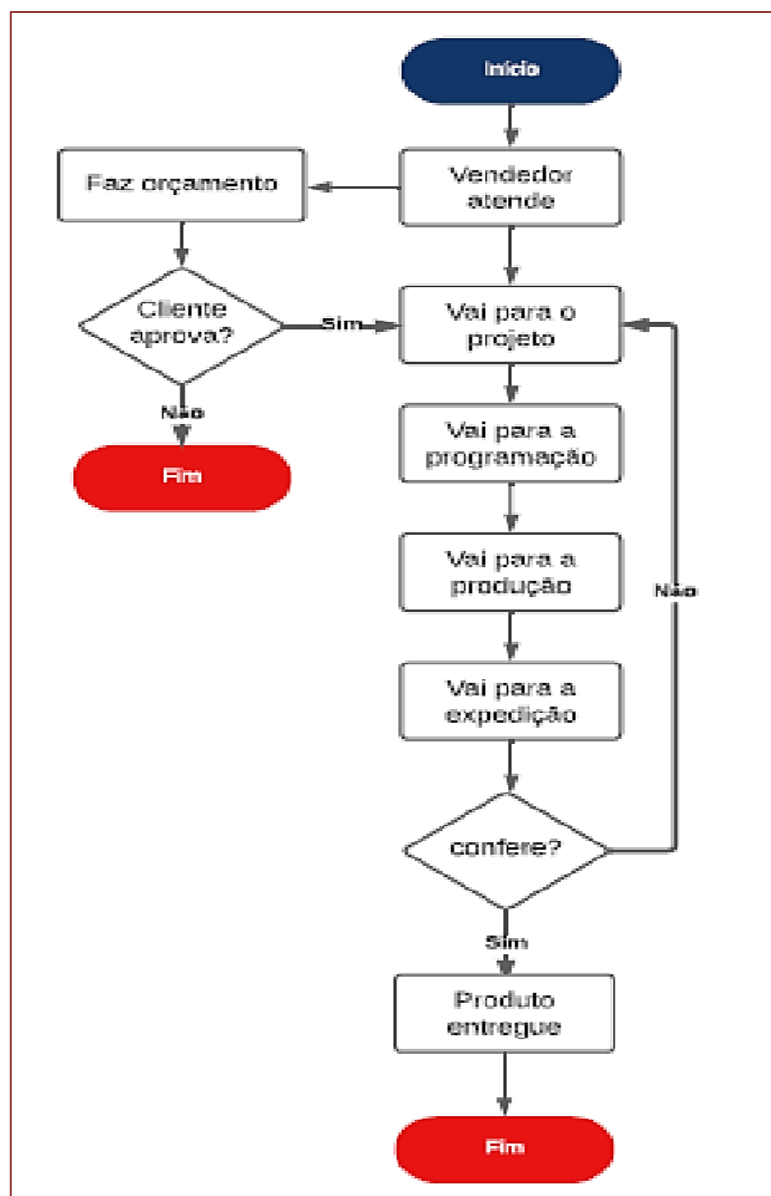 Início
Vendedor
atende
Faz orçamento
Cliente
aprova?
Sim
Não
Fim
Vai para o
projeto
Vai para a
programação
Vai para a
produção
Vai para a
expedição
confere?
Não
Sim
Produto
entregue
Fim